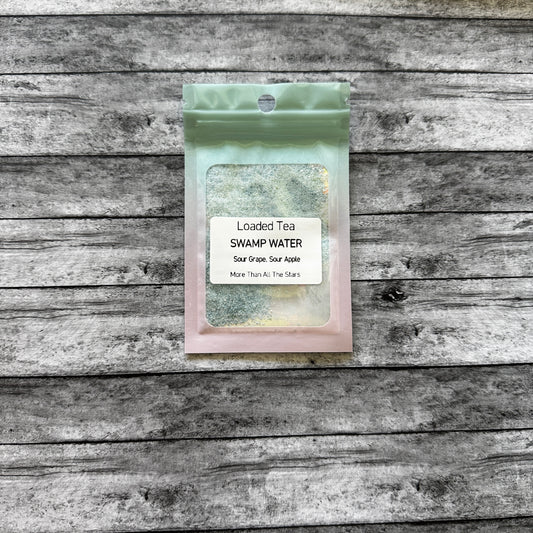 Loaded Tea
SWAMP WATER
Sour Grape, Sour Apple
More Than All The Stars